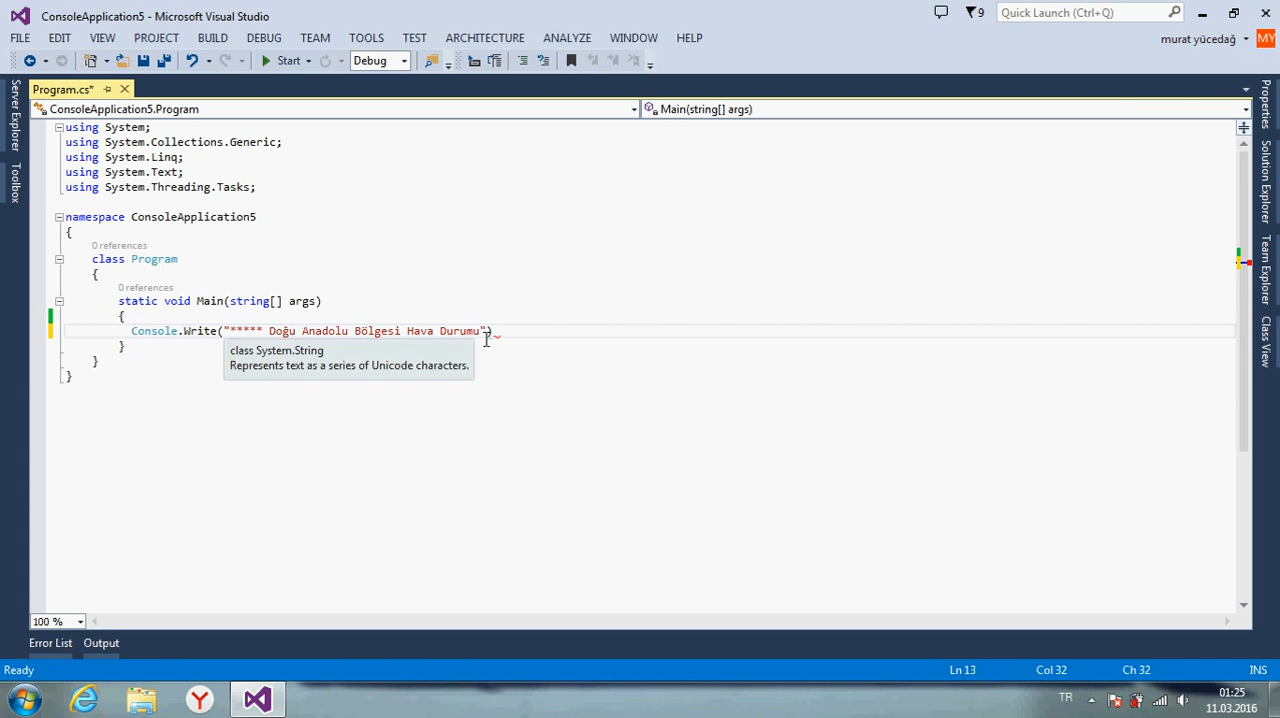 ConsoleApplication5 - Microsoft Visual Studio
9
Quick Launch (Ctrl+Q)
FILE EDIT VIEW PROJECT BUILD DEBUG TEAM TOOLS TEST ARCHITECTURE ANALYZE WINDOW HELP
murat yücedağ MY
Start Debug
Program.cs*
ConsoleApplication5.Program
Main(string[] args)
Server Explorer
Toolbox
using System;
using System.Collections.Generic;
using System.Linq;
using System.Text;
using System.Threading.Tasks;
namespace ConsoleApplication5
{
0 references
class Program
{
0 references
static void Main(string[] args)
{
Console.Write("***** Doğu Anadolu Bölgesi Hava Durumu")
class System.String
Represents text as a series of Unicode characters.
}
}
}
Properties
Solution Explorer
Team Explorer
Class View
100 %
Error List Output
Ready Ln 13 Col 32 Ch 32 INS
TR
01:25
11.03.2016